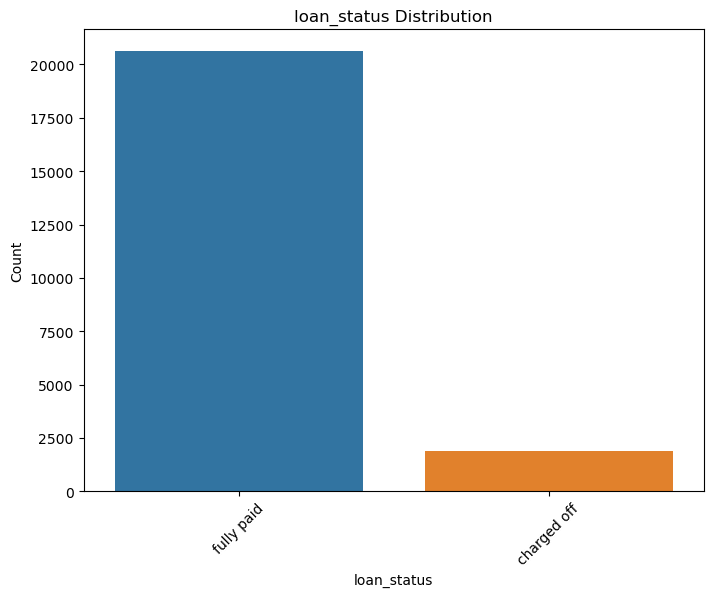 loan_status Distribution
20000
17500
15000
12500
10000
7500
5000
2500
0
Count
fully paid
charged off
loan_status